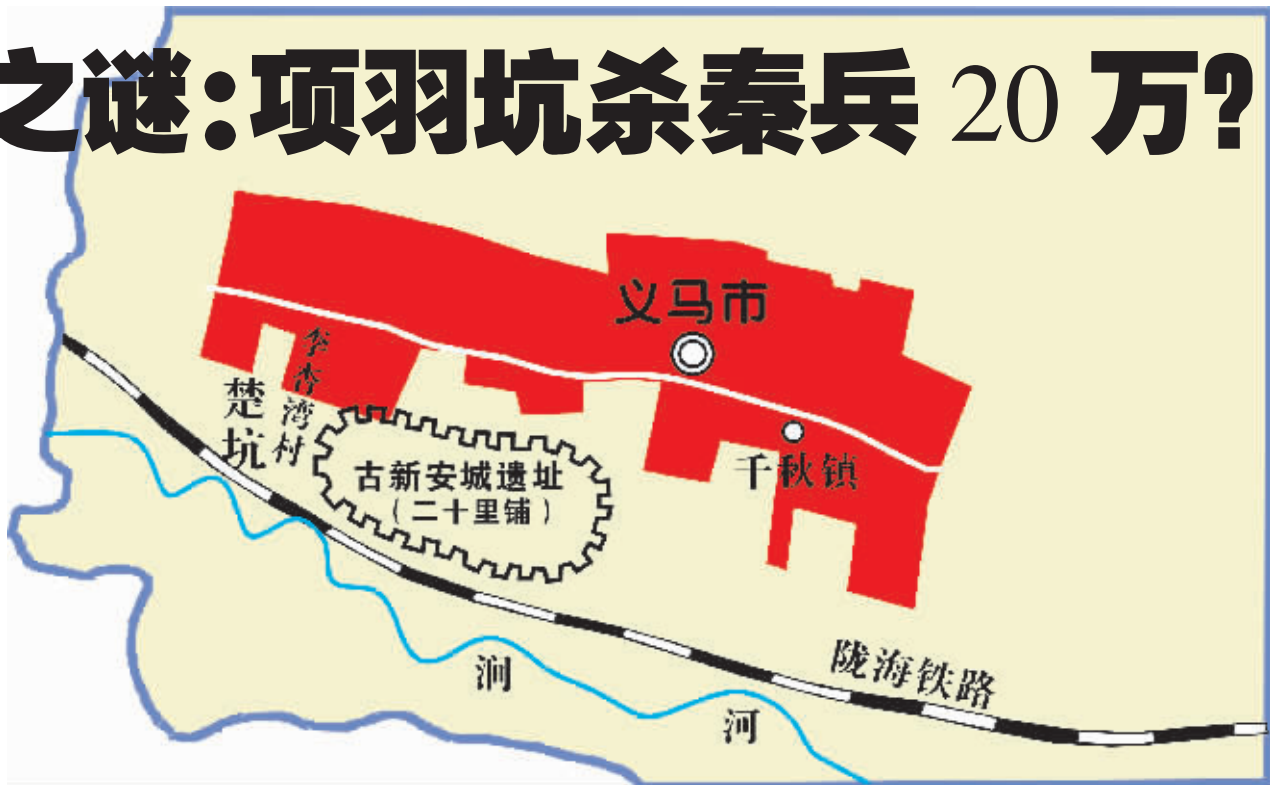 之谜:项羽坑杀秦兵 20 万?
义马市
李杏湾村
楚坑
千秋镇
古新安城遗址
(二十里铺)
陇海铁路
涧河